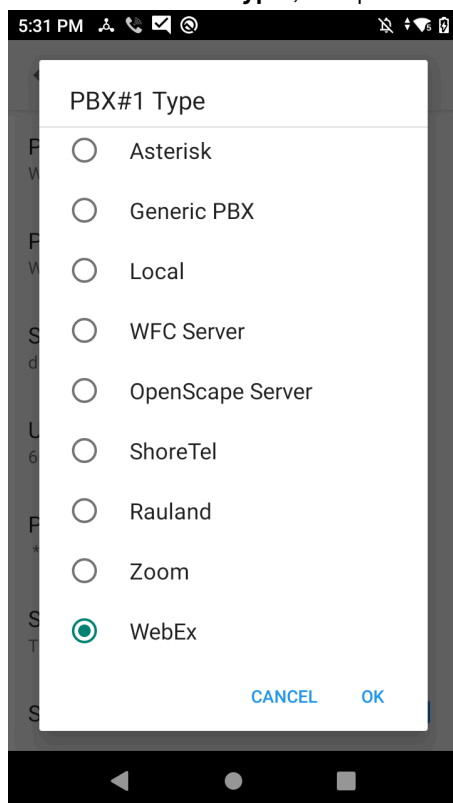 5:31 PM
PBX#1 Type
Asterisk
Generic PBX
Local
WFC Server
OpenScape Server
ShoreTel
Rauland
Zoom
WebEx
CANCEL OK